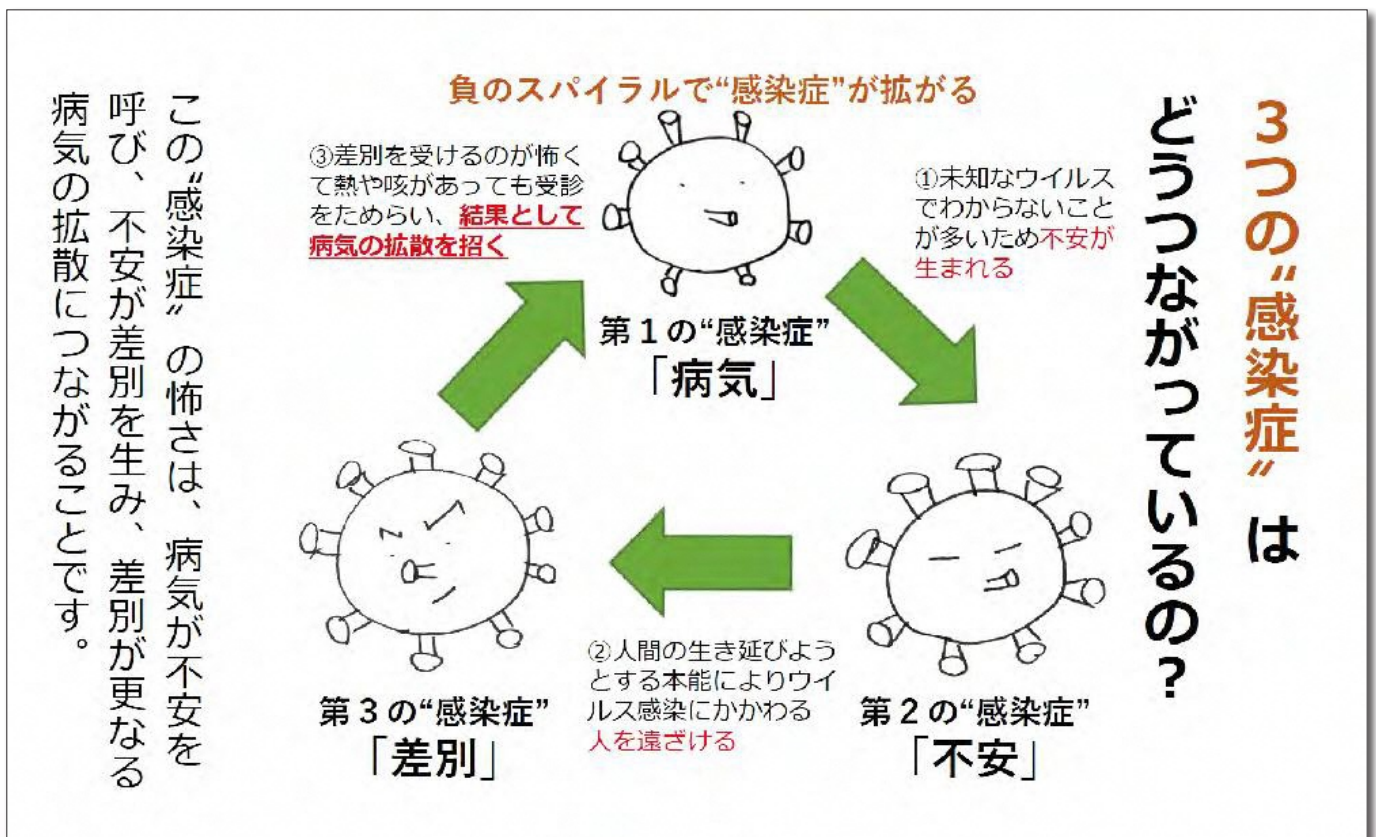 3つの“感染症”は
どうつながっているの？
負のスパイラルで“感染症”が拡がる
第1の“感染症”
「病気」
①未知なウイルス
でわからないこと
が多いため不安が
生まれる
第2の“感染症”
「不安」
②人間の生き延びよう
とする本能によりウイ
ルス感染にかかわる
人を遠ざける
第3の“感染症”
「差別」
③差別を受けるのが怖く
て熱や咳があっても受診
をためらい、結果として
病気の拡散を招く
この“感染症”の怖さは、病気が不安を
呼び、不安が差別を生み、差別が更なる
病気の拡散につながることです。